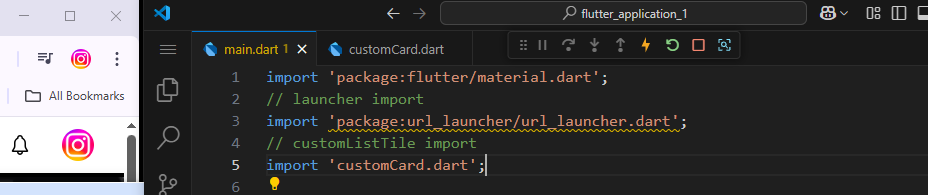 flutter_application_1
main.dart 1
customCard.dart
All Bookmarks
1 import 'package:flutter/material.dart';
2 // launcher import
3 import 'package:url_launcher/url_launcher.dart';
4 // customListTile import
5 import 'customCard.dart';
6